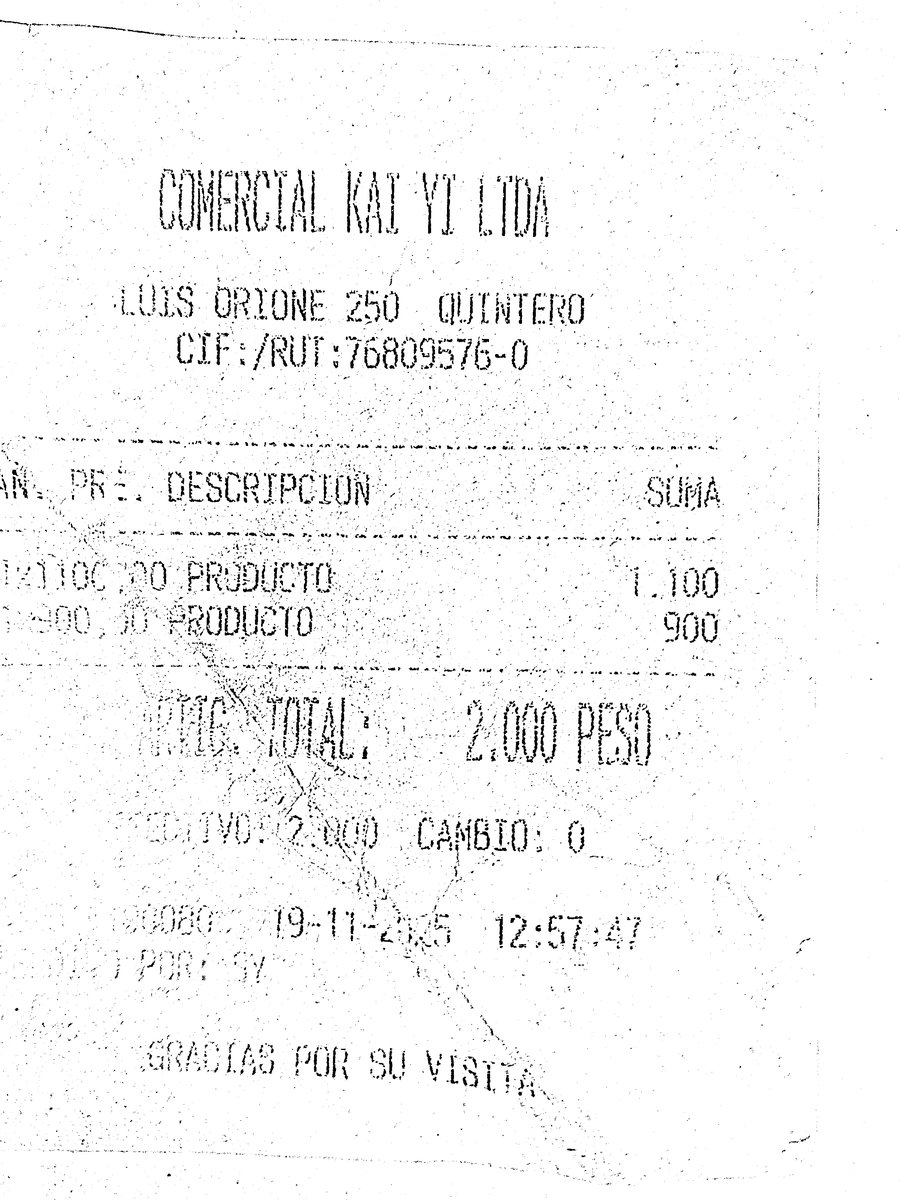 COMERCIAL KAI YI LTDA
LUIS ORIONE 250 QUINTERO
CIF:/RUT:76809576-0
PRE. DESCRIPCION SUMA
PRODUCTO 1.100
PRODUCTO 900
TOTAL: 2.000 PESO
2.000 CAMBIO: 0
19-11-2025 12:57:47
POR: SY
GRACIAS POR SU VISITA